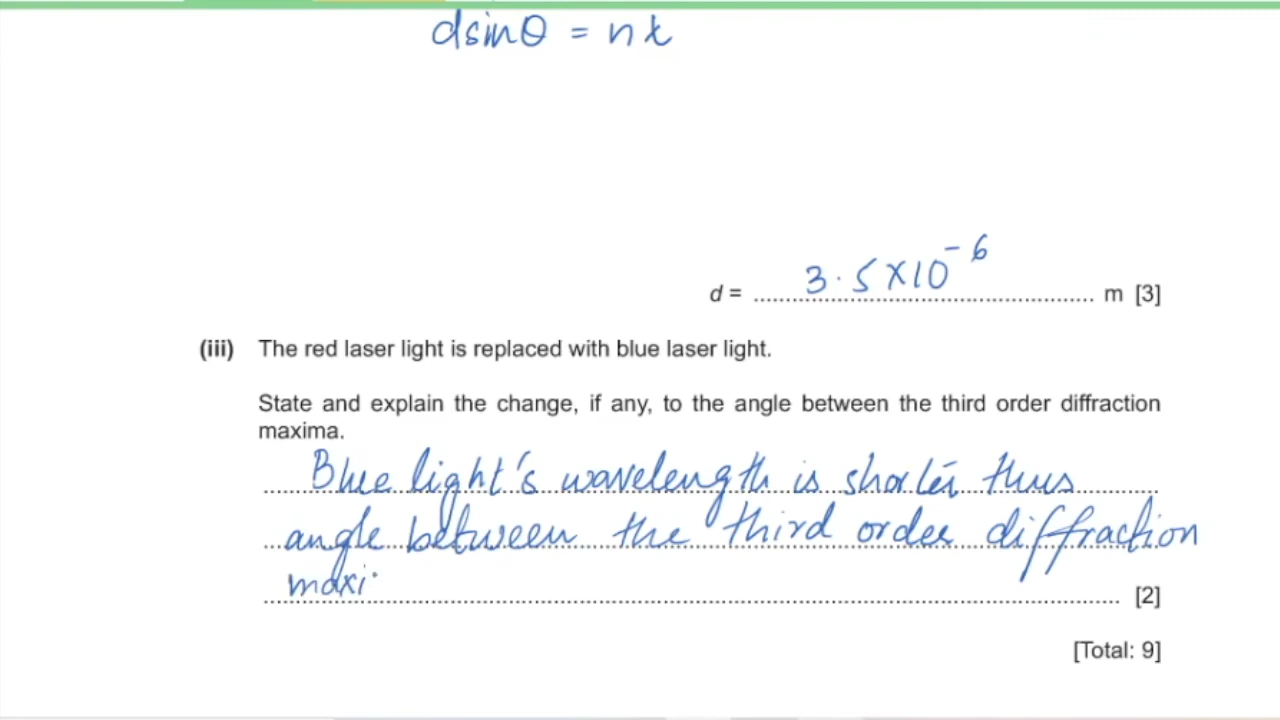 dsinθ = nλ
3.5×10⁻⁶
d = ........ m [3]
(iii) The red laser light is replaced with blue laser light.
State and explain the change, if any, to the angle between the third order diffraction
maxima.
Blue light's wavelength is shorter thus
angle between the third order diffraction
maxi
[2]
[Total: 9]